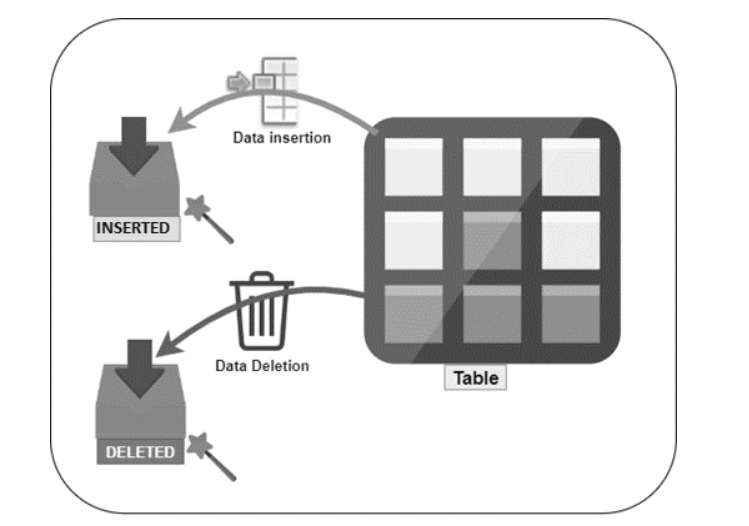 Data insertion
INSERTED
Data Deletion
Table
DELETED